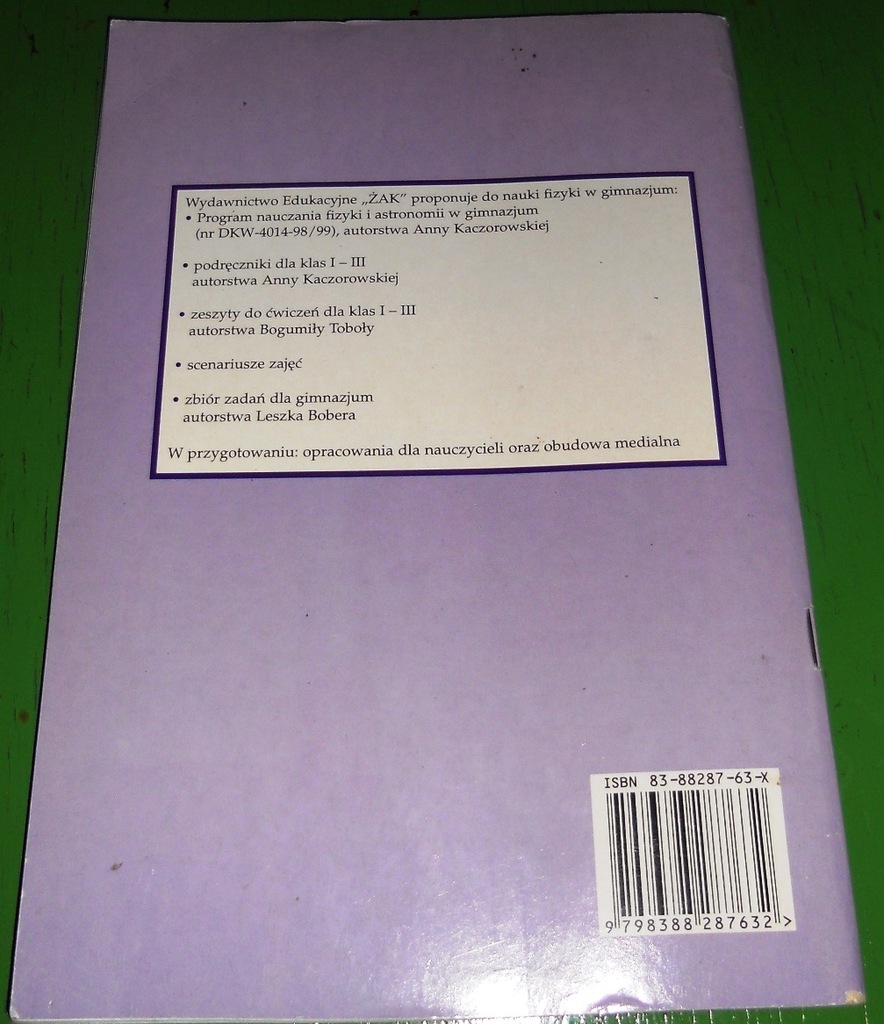 Wydawnictwo Edukacyjne „ŻAK” proponuje do nauki fizyki w gimnazjum:
• Program nauczania fizyki i astronomii w gimnazjum
(nr DKW-4014-98/99), autorstwa Anny Kaczorowskiej
• podręczniki dla klas I – III
autorstwa Anny Kaczorowskiej
• zeszyty do ćwiczeń dla klas I – III
autorstwa Bogumiły Toboły
• scenariusze zajęć
• zbiór zadań dla gimnazjum
autorstwa Leszka Bobera
W przygotowaniu: opracowania dla nauczycieli oraz obudowa medialna
ISBN 83-88287-63-X
9 798388 287632 >